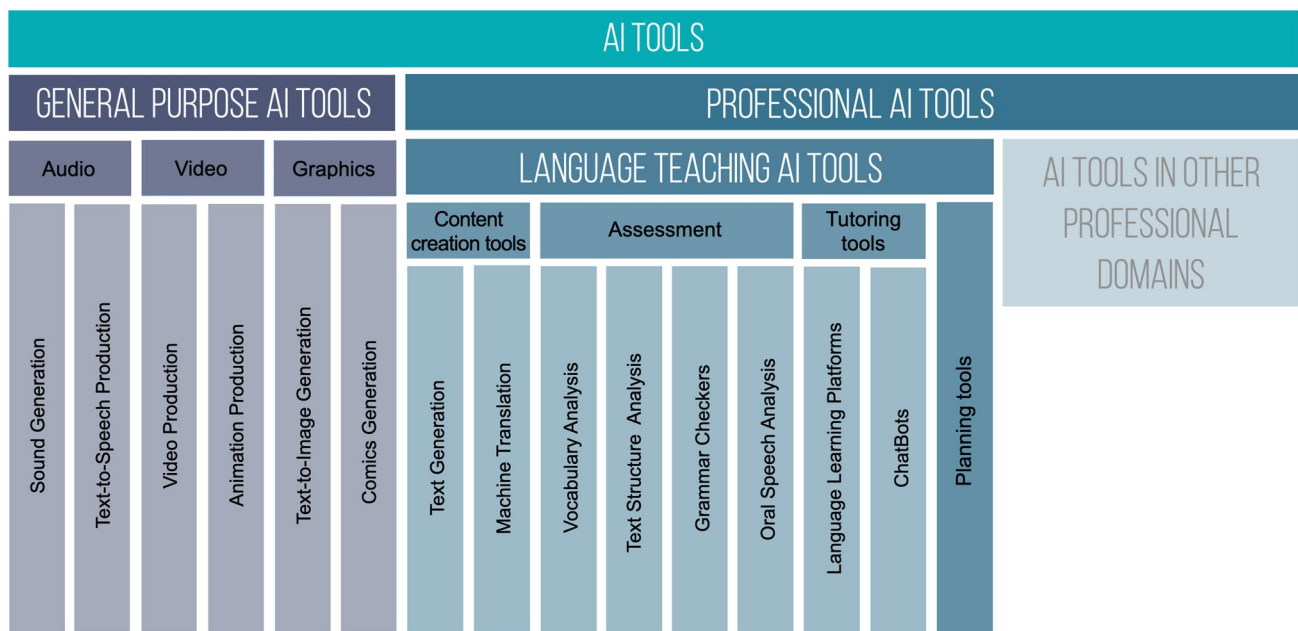 AI TOOLS
GENERAL PURPOSE AI TOOLS
PROFESSIONAL AI TOOLS
Audio
Video
Graphics
LANGUAGE TEACHING AI TOOLS
AI TOOLS IN OTHER
PROFESSIONAL
DOMAINS
Content
creation tools
Assessment
Tutoring
tools
Sound Generation
Text-to-Speech Production
Video Production
Animation Production
Text-to-Image Generation
Comics Generation
Text Generation
Machine Translation
Vocabulary Analysis
Text Structure Analysis
Grammar Checkers
Oral Speech Analysis
Language Learning Platforms
ChatBots
Planning tools